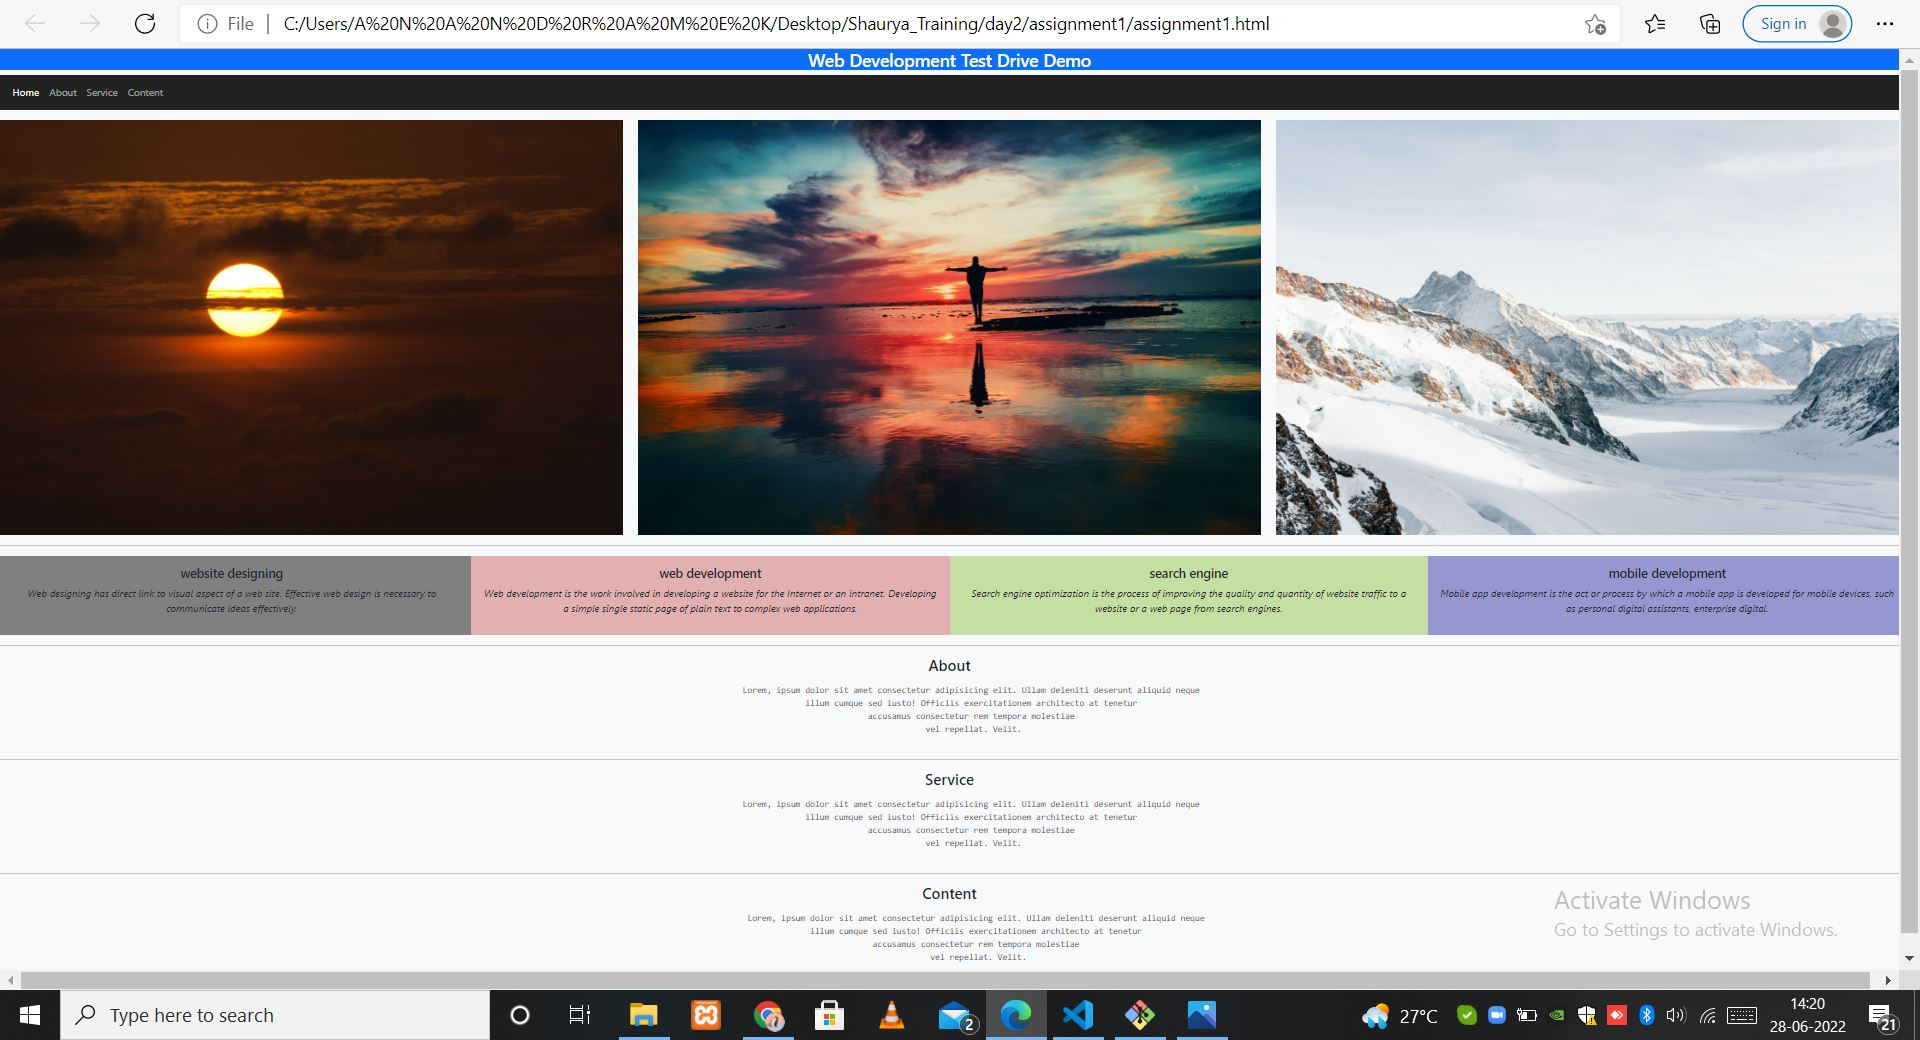 File
C:/Users/A%20N%20A%20N%20D%20R%20A%20M%20E%20K/Desktop/Shaurya_Training/day2/assignment1/assignment1.html
Sign in
Web Development Test Drive Demo
Home About Service Content
website designing
Web designing has direct link to visual aspect of a web site. Effective web design is necessary to
communicate ideas effectively.
web development
Web development is the work involved in developing a website for the Internet or an intranet. Developing
a simple single static page of plain text to complex web applications.
search engine
Search engine optimization is the process of improving the quality and quantity of website traffic to a
website or a web page from search engines.
mobile development
Mobile app development is the act or process by which a mobile app is developed for mobile devices, such
as personal digital assistants, enterprise digital.
About
Lorem, ipsum dolor sit amet consectetur adipisicing elit. Ullam deleniti deserunt aliquid neque
illum cumque sed iusto! Officiis exercitationem architecto at tenetur
accusamus consectetur rem tempora molestiae
vel repellat. Velit.
Service
Lorem, ipsum dolor sit amet consectetur adipisicing elit. Ullam deleniti deserunt aliquid neque
illum cumque sed iusto! Officiis exercitationem architecto at tenetur
accusamus consectetur rem tempora molestiae
vel repellat. Velit.
Content
Lorem, ipsum dolor sit amet consectetur adipisicing elit. Ullam deleniti deserunt aliquid neque
illum cumque sed iusto! Officiis exercitationem architecto at tenetur
accusamus consectetur rem tempora molestiae
vel repellat. Velit.
Activate Windows
Go to Settings to activate Windows.
Type here to search
2
27°C
14:20
28-06-2022
21